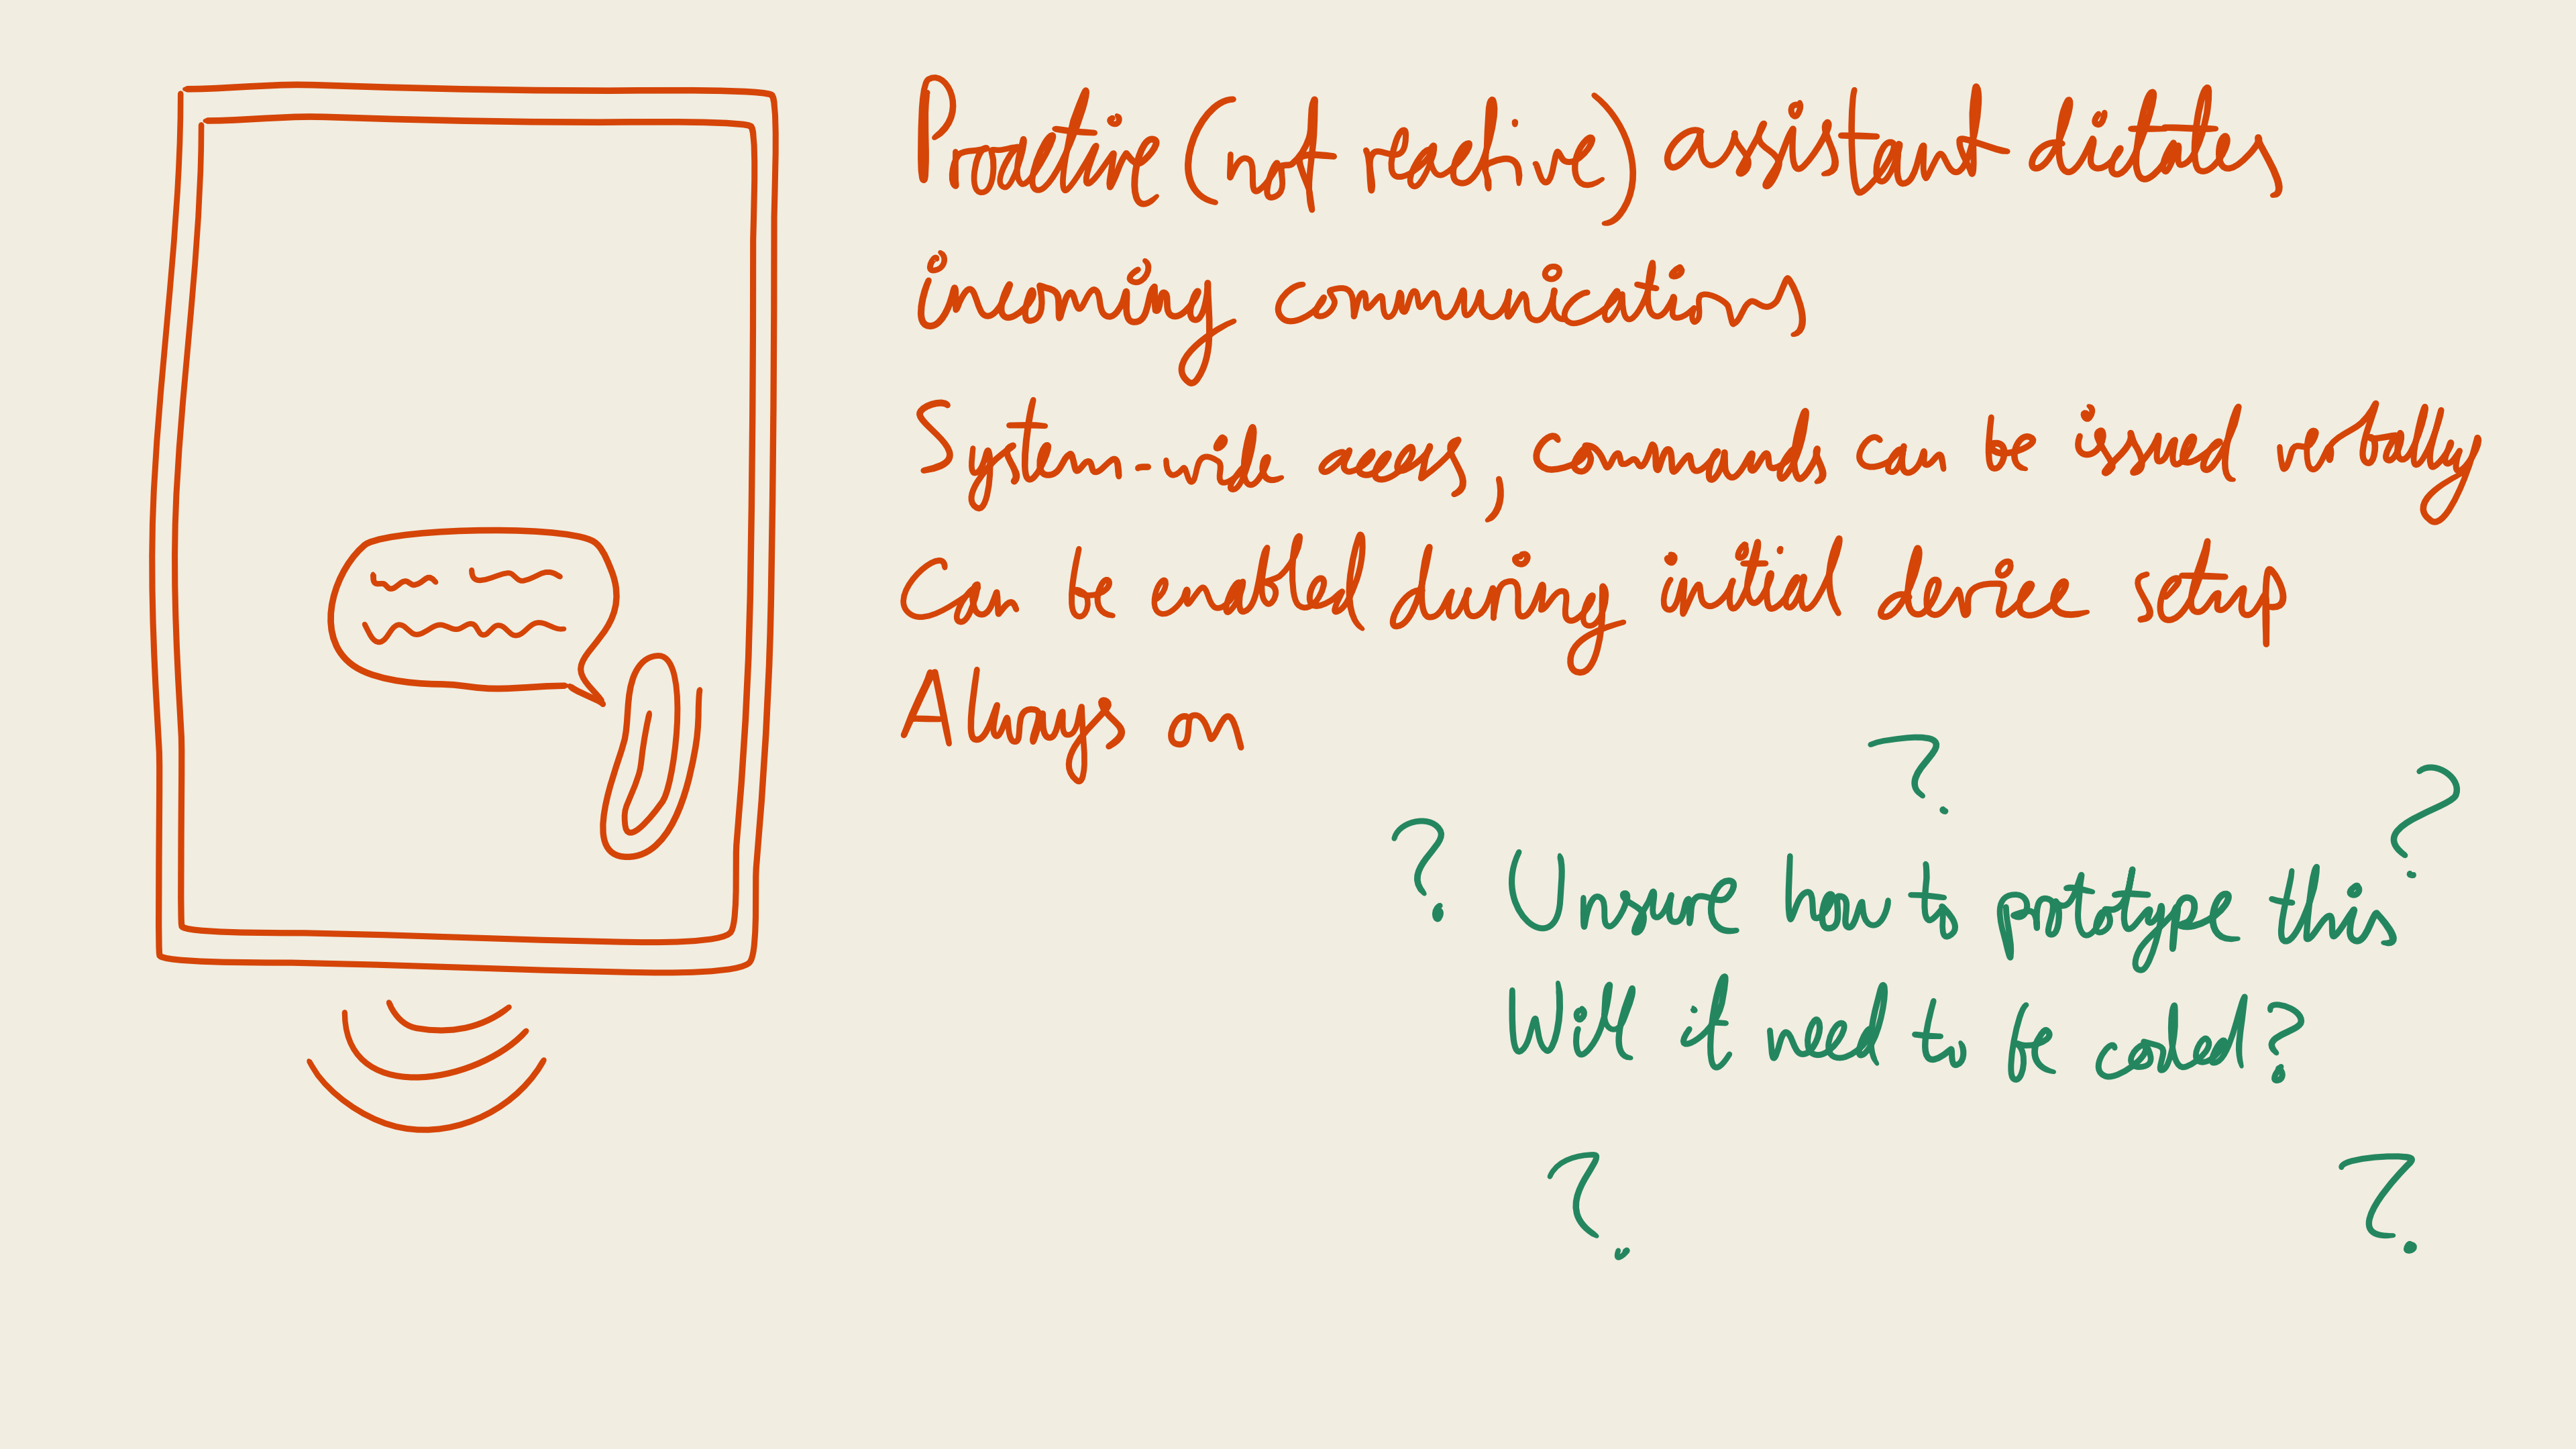 Proactive (not reactive) assistant dictates
incoming communications
System-wide access, commands can be issued verbally
Can be enabled during initial device setup
Always on
?
?
?
Unsure how to prototype this
Will it need to be coded?
?
?